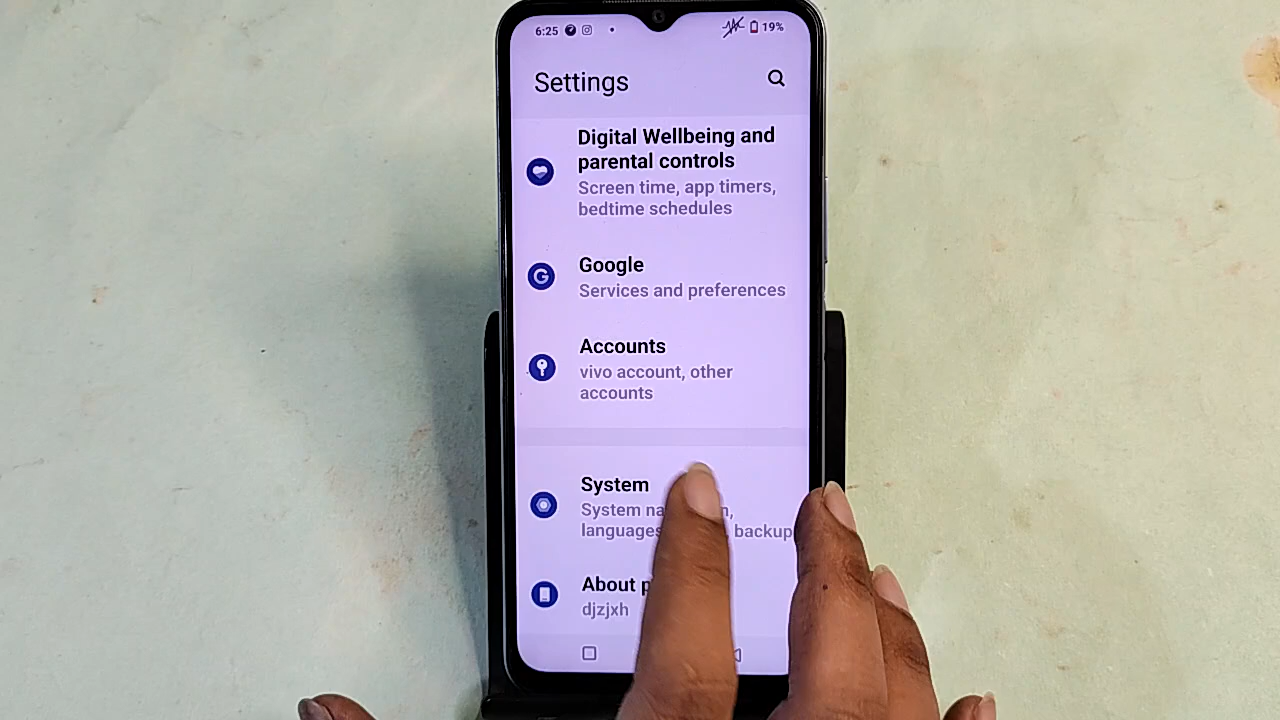 6:25
19%
Settings
Digital Wellbeing and
parental controls
Screen time, app timers,
bedtime schedules
Google
Services and preferences
Accounts
vivo account, other
accounts
System
System
languages backup
About
djzjxh